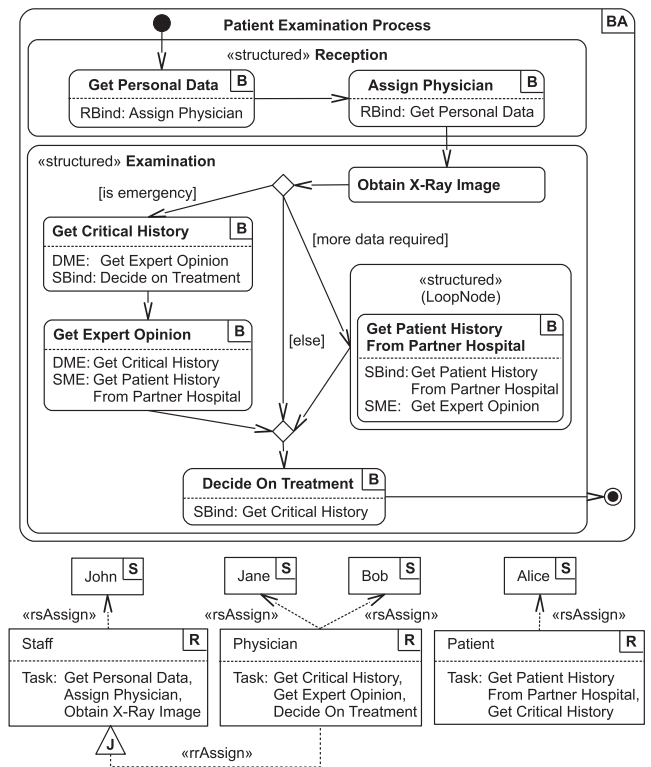 Patient Examination Process
BA
«structured» Reception
Get Personal Data
B
RBind: Assign Physician
Assign Physician
B
RBind: Get Personal Data
«structured» Examination
Obtain X-Ray Image
[is emergency]
[more data required]
[else]
Get Critical History
B
DME: Get Expert Opinion
SBind: Decide on Treatment
Get Expert Opinion
B
DME: Get Critical History
SME: Get Patient History
From Partner Hospital
«structured»
(LoopNode)
Get Patient History
From Partner Hospital
B
SBind: Get Patient History
From Partner Hospital
SME: Get Expert Opinion
Decide On Treatment
B
SBind: Get Critical History
John
S
Jane
S
Bob
S
Alice
S
«rsAssign»
«rsAssign»
«rsAssign»
«rsAssign»
Staff
R
Task: Get Personal Data,
Assign Physician,
Obtain X-Ray Image
Physician
R
Task: Get Critical History,
Get Expert Opinion,
Decide On Treatment
Patient
R
Task: Get Patient History
From Partner Hospital,
Get Critical History
J
«rrAssign»